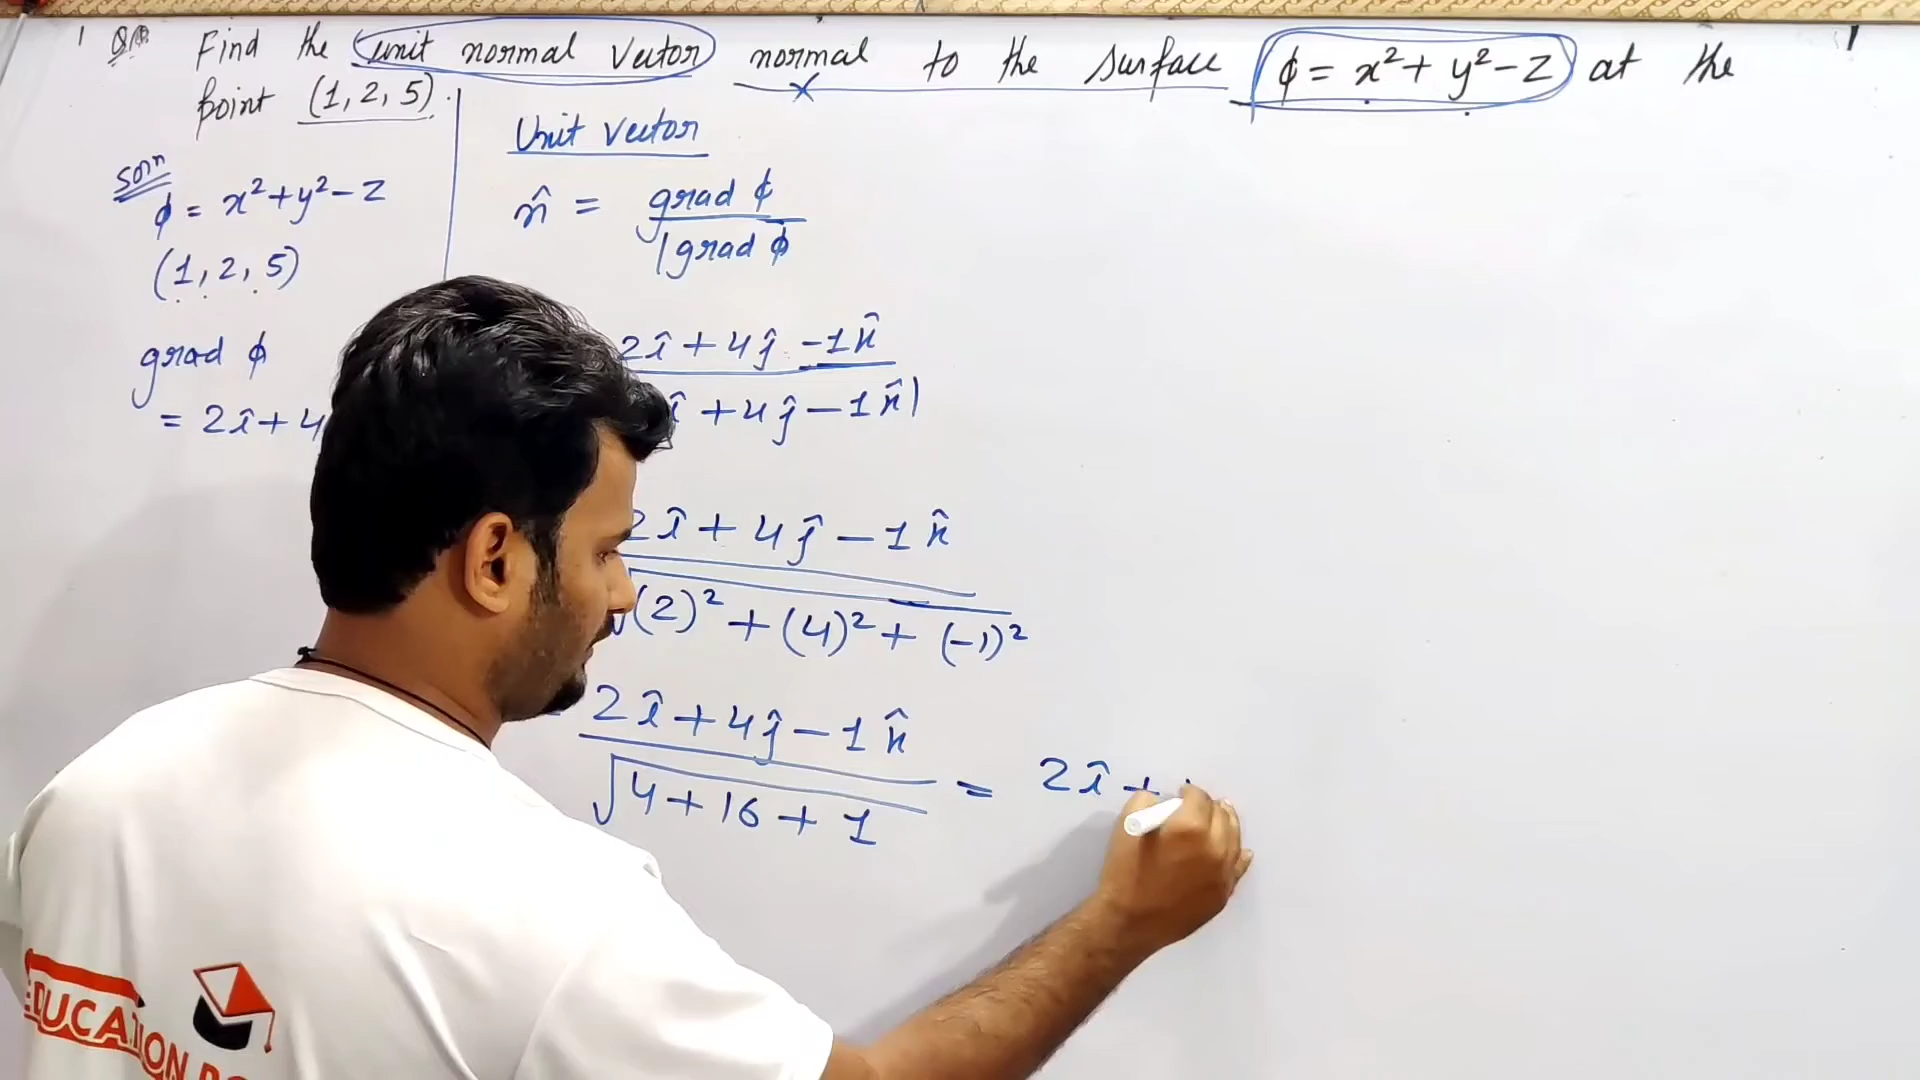 Find the unit normal vector normal to the surface ϕ = x² + y² - z at the
point (1, 2, 5).
Solⁿ
ϕ = x² + y² - z
(1, 2, 5)
grad ϕ
= 2î + 4
Unit vector
n̂ = grad ϕ / |grad ϕ
2î + 4ĵ - 1k̂
î + 4ĵ - 1k̂|
2î + 4ĵ - 1k̂
√(2)² + (4)² + (-1)²
2î + 4ĵ - 1k̂
√4 + 16 + 1
= 2î +
EDUCATION